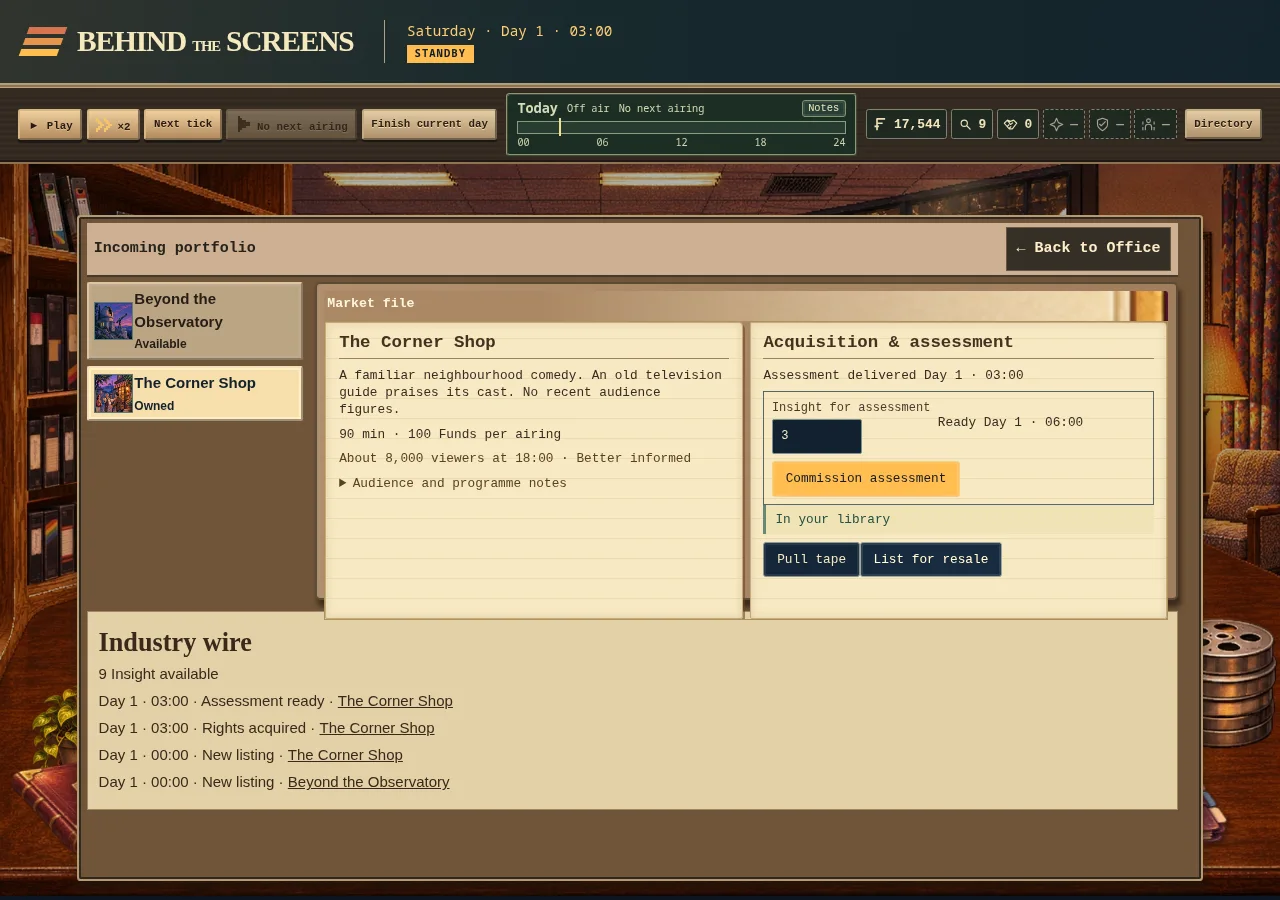 BEHIND THE SCREENS
Saturday · Day 1 · 03:00
STANDBY
► Play
×2
Next tick
No next airing
Finish current day
Today Off air No next airing
Notes
00 06 12 18 24
17,544
9
0
—
—
—
Directory
Incoming portfolio
← Back to Office
Beyond the
Observatory
Available
The Corner Shop
Owned
Market file
The Corner Shop
A familiar neighbourhood comedy. An old television
guide praises its cast. No recent audience
figures.
90 min · 100 Funds per airing
About 8,000 viewers at 18:00 · Better informed
► Audience and programme notes
Acquisition & assessment
Assessment delivered Day 1 · 03:00
Insight for assessment
3
Ready Day 1 · 06:00
Commission assessment
In your library
Pull tape
List for resale
Industry wire
9 Insight available
Day 1 · 03:00 · Assessment ready · The Corner Shop
Day 1 · 03:00 · Rights acquired · The Corner Shop
Day 1 · 00:00 · New listing · The Corner Shop
Day 1 · 00:00 · New listing · Beyond the Observatory